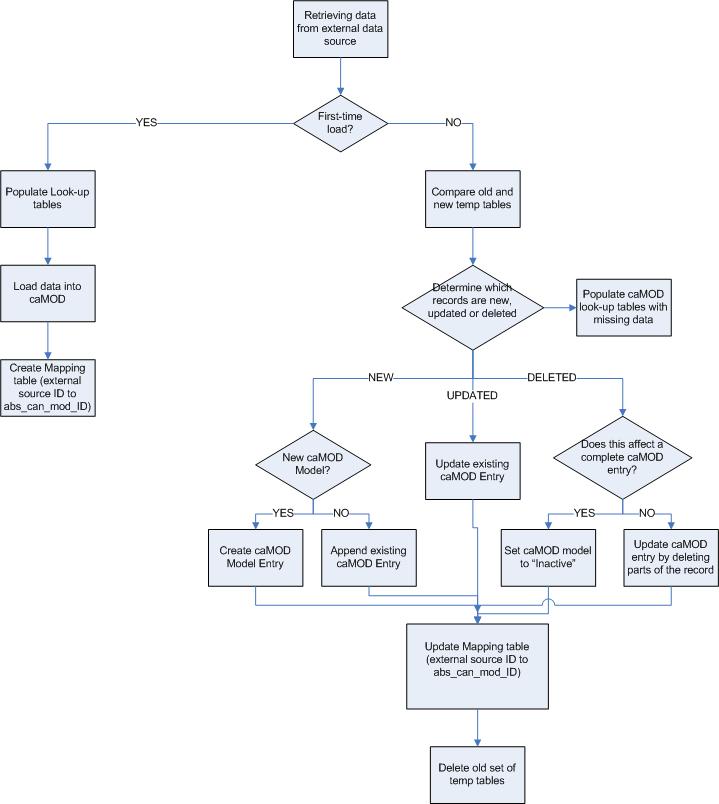 Retrieving data
from external data
source
First-time
load?
YES
NO
Populate Look-up
tables
Compare old and
new temp tables
Load data into
caMOD
Determine which
records are new,
updated or deleted
Populate caMOD
look-up tables with
missing data
Create Mapping
table (external
source ID to
abs_can_mod_ID)
NEW
UPDATED
DELETED
New caMOD
Model?
Update existing
caMOD Entry
Does this affect a
complete caMOD
entry?
YES
NO
YES
NO
Create caMOD
Model Entry
Append existing
caMOD Entry
Set caMOD model
to “Inactive”
Update caMOD
entry by deleting
parts of the record
Update Mapping table
(external source ID to
abs_can_mod_ID)
Delete old set of
temp tables